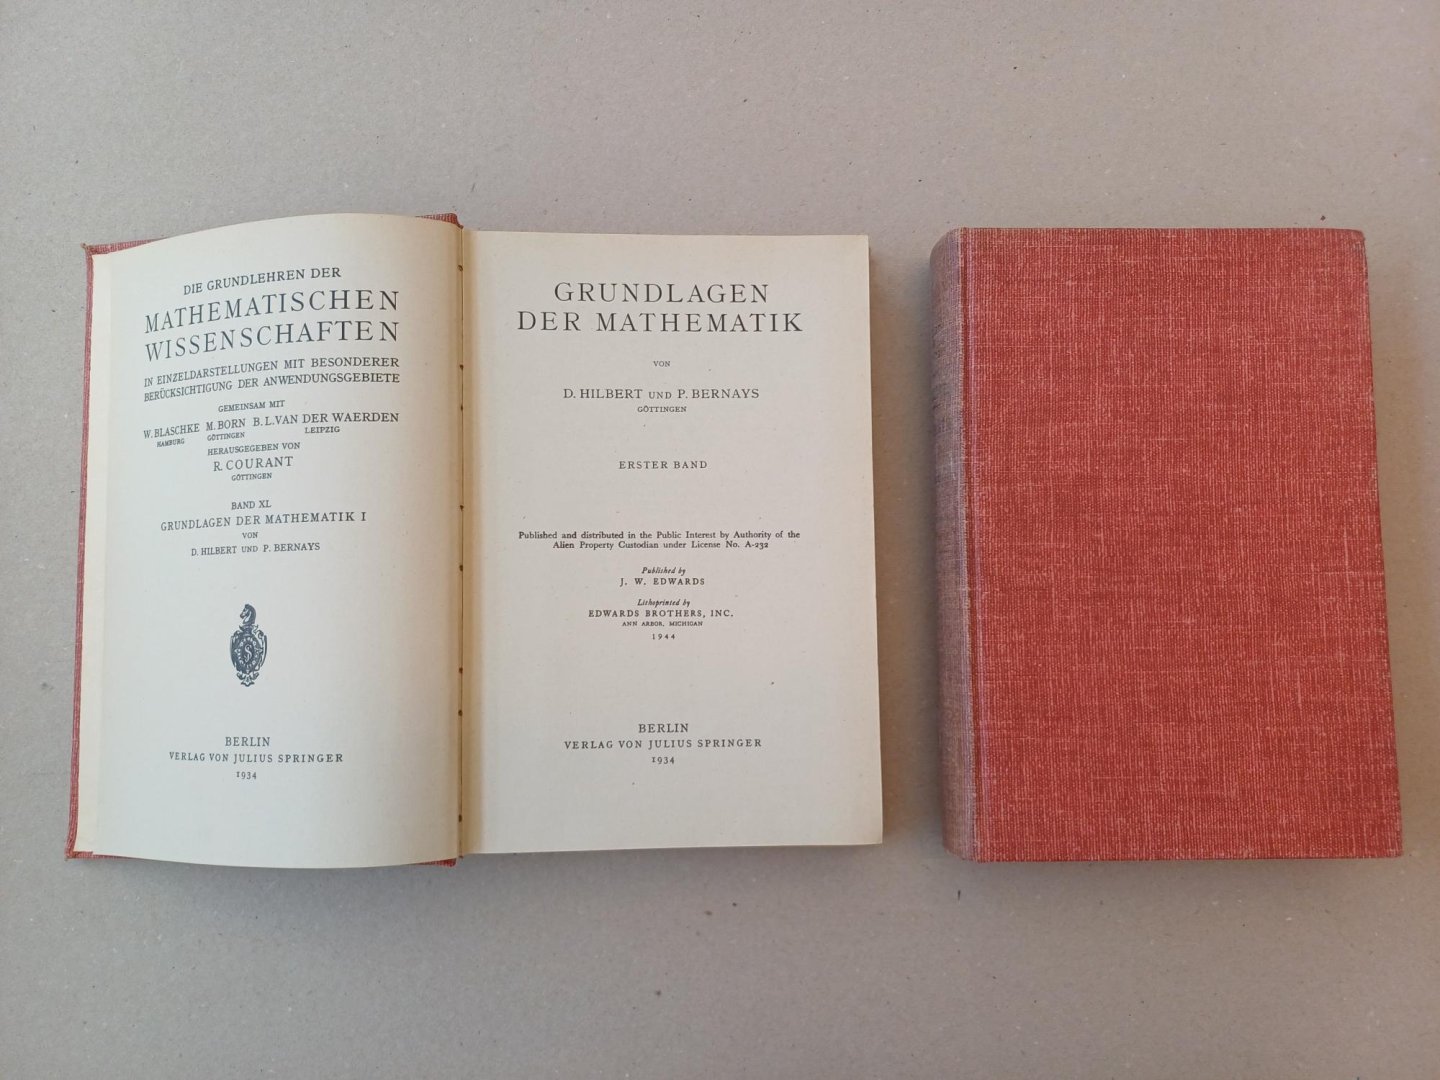 DIE GRUNDLEHREN DER
MATHEMATISCHEN
WISSENSCHAFTEN
IN EINZELDARSTELLUNGEN MIT BESONDERER
BERÜCKSICHTIGUNG DER ANWENDUNGSGEBIETE
GEMEINSAM MIT
W. BLASCHKE M. BORN B. L. VAN DER WAERDEN
HAMBURG GÖTTINGEN LEIPZIG
HERAUSGEGEBEN VON
R. COURANT
GÖTTINGEN
BAND XL
GRUNDLAGEN DER MATHEMATIK I
VON
D. HILBERT UND P. BERNAYS
BERLIN
VERLAG VON JULIUS SPRINGER
1934
GRUNDLAGEN
DER MATHEMATIK
VON
D. HILBERT UND P. BERNAYS
GÖTTINGEN
ERSTER BAND
Published and distributed in the Public Interest by Authority of the
Alien Property Custodian under License No. A-232
Published by
J. W. EDWARDS
Lithoprinted by
EDWARDS BROTHERS, INC.
ANN ARBOR, MICHIGAN
1944
BERLIN
VERLAG VON JULIUS SPRINGER
1934